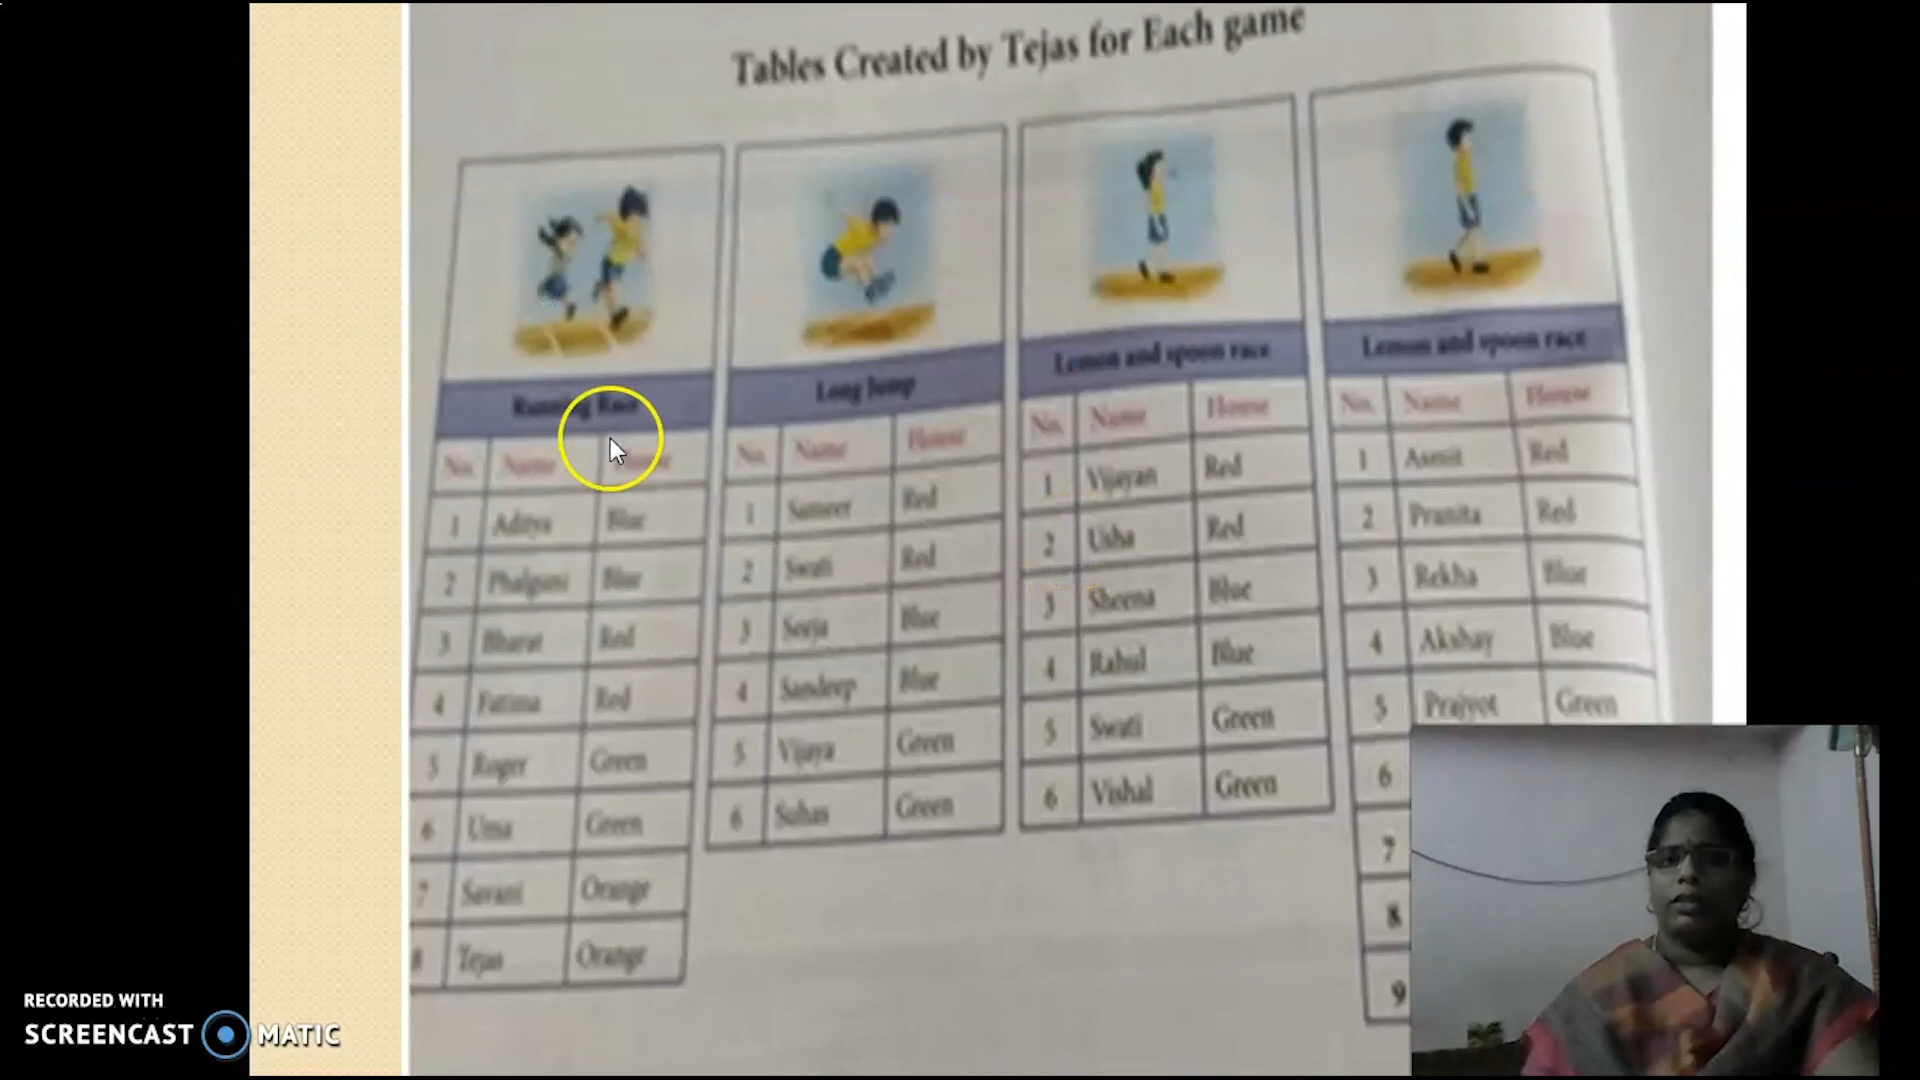 Tables Created by Tejas for Each game
Running Race
No. Name House
1 Aditya Blue
2 Phalguni Blue
3 Bharat Red
4 Fatima Red
5 Roger Green
6 Uma Green
7 Savani Orange
8 Tejas Orange
Long Jump
No. Name House
1 Sameer Red
2 Swati Red
3 Blue
4 Sandeep Blue
5 Vijaya Green
6 Suhas Green
Lemon and spoon race
No. Name House
1 Vijayan Red
2 Usha Red
3 Sheena Blue
4 Rahul Blue
5 Swati Green
6 Vishal Green
Lemon and spoon race
No. Name House
1 Asmit Red
2 Pranita Red
3 Rekha Blue
4 Akshay Blue
5 Prajyot Green
6
7
8
9
RECORDED WITH
SCREENCAST MATIC